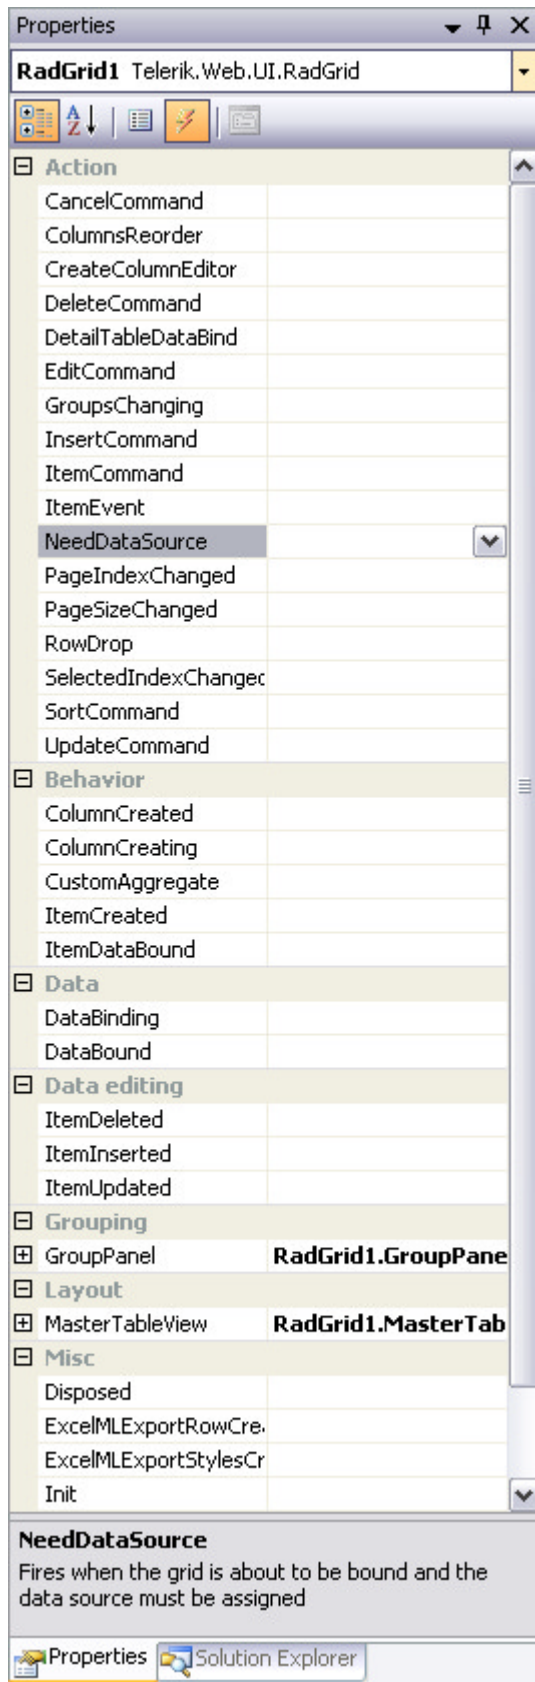 Properties
RadGrid1 Telerik.Web.UI.RadGrid
Action
CancelCommand
ColumnsReorder
CreateColumnEditor
DeleteCommand
DetailTableDataBind
EditCommand
GroupsChanging
InsertCommand
ItemCommand
ItemEvent
NeedDataSource
PageIndexChanged
PageSizeChanged
RowDrop
SelectedIndexChanged
SortCommand
UpdateCommand
Behavior
ColumnCreated
ColumnCreating
CustomAggregate
ItemCreated
ItemDataBound
Data
DataBinding
DataBound
Data editing
ItemDeleted
ItemInserted
ItemUpdated
Grouping
GroupPanel RadGrid1.GroupPane
Layout
MasterTableView RadGrid1.MasterTab
Misc
Disposed
ExcelMLExportRowCre
ExcelMLExportStylesCr
Init
NeedDataSource
Fires when the grid is about to be bound and the
data source must be assigned
Properties Solution Explorer